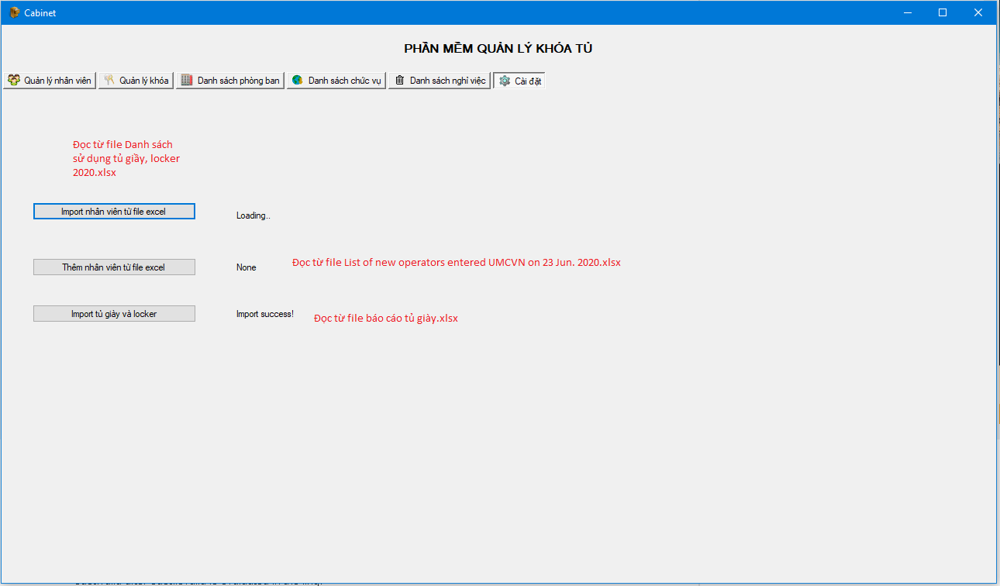 Cabinet
PHẦN MỀM QUẢN LÝ KHÓA TỦ
Quản lý nhân viên
Quản lý khóa
Danh sách phòng ban
Danh sách chức vụ
Danh sách nghỉ việc
Cài đặt
Đọc từ file Danh sách
sử dụng tủ giầy, locker
2020.xlsx
Import nhân viên từ file excel
Loading..
Thêm nhân viên từ file excel
None
Đọc từ file List of new operators entered UMCVN on 23 Jun. 2020.xlsx
Import tủ giày và locker
Import success!
Đọc từ file báo cáo tủ giày.xlsx